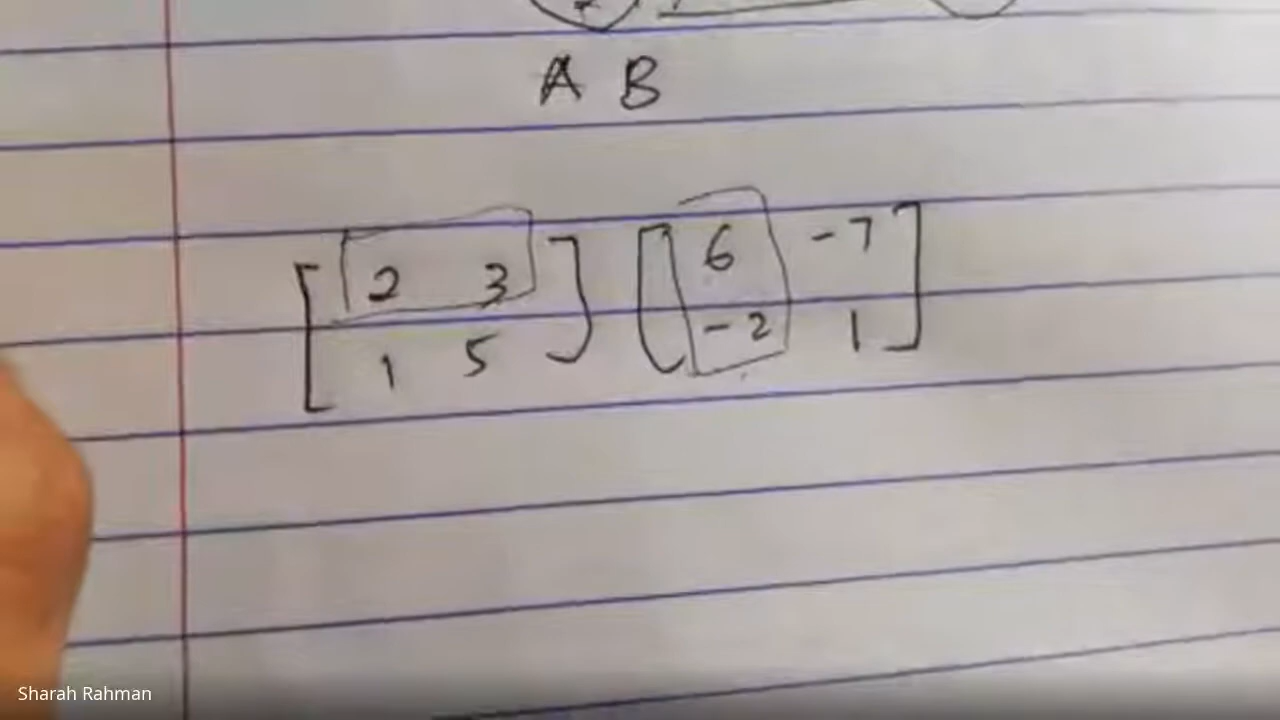 A B
[ 2 3 ] [ 6 -7 ]
[ 1 5 ] [ -2 1 ]
Sharah Rahman